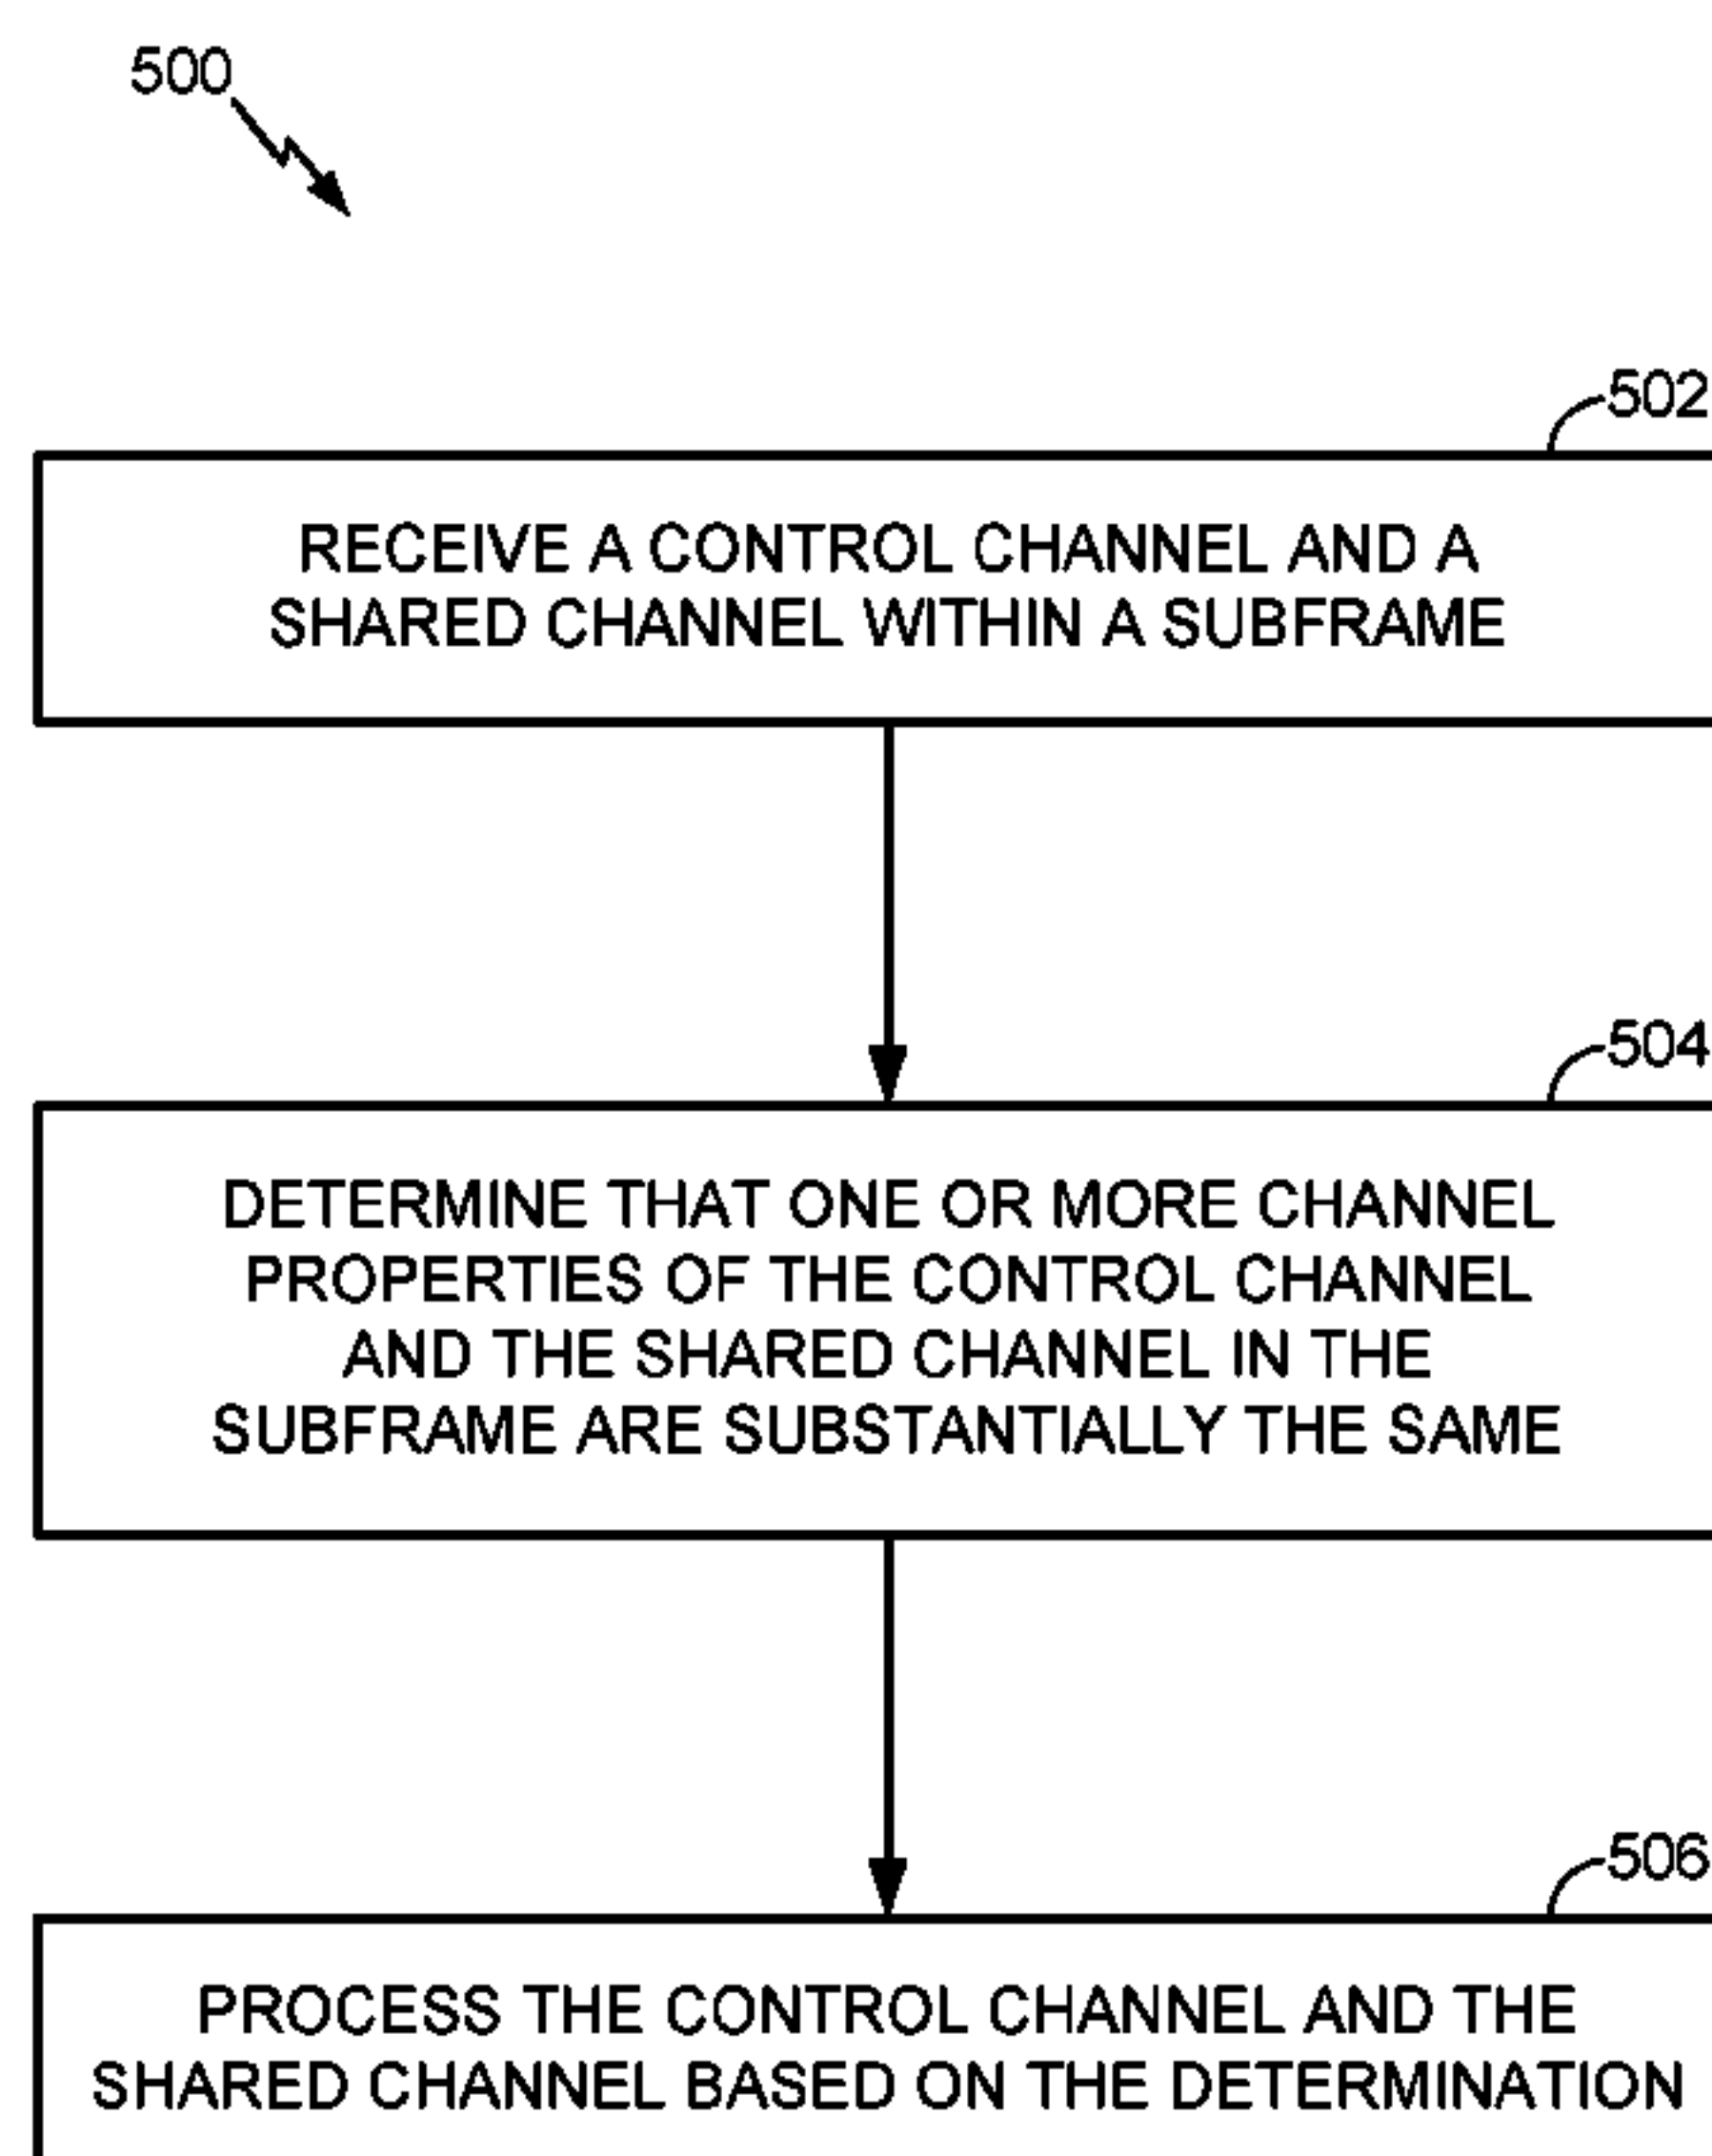 500
502
RECEIVE A CONTROL CHANNEL AND A
SHARED CHANNEL WITHIN A SUBFRAME
504
DETERMINE THAT ONE OR MORE CHANNEL
PROPERTIES OF THE CONTROL CHANNEL
AND THE SHARED CHANNEL IN THE
SUBFRAME ARE SUBSTANTIALLY THE SAME
506
PROCESS THE CONTROL CHANNEL AND THE
SHARED CHANNEL BASED ON THE DETERMINATION